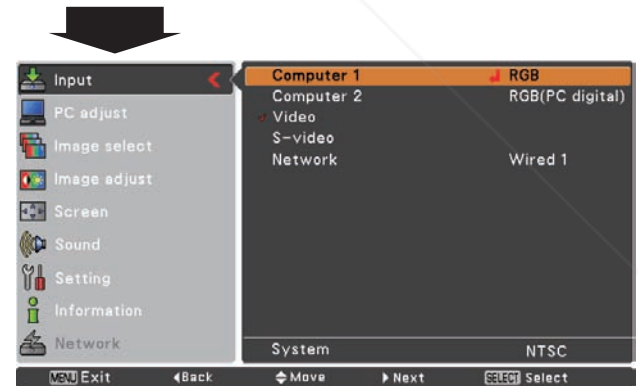 Input
PC adjust
Image select
Image adjust
Screen
Sound
Setting
Information
Network
Computer 1 RGB
Computer 2 RGB(PC digital)
Video
S-video
Network Wired 1
System NTSC
MENU Exit Back Move Next SELECT Select